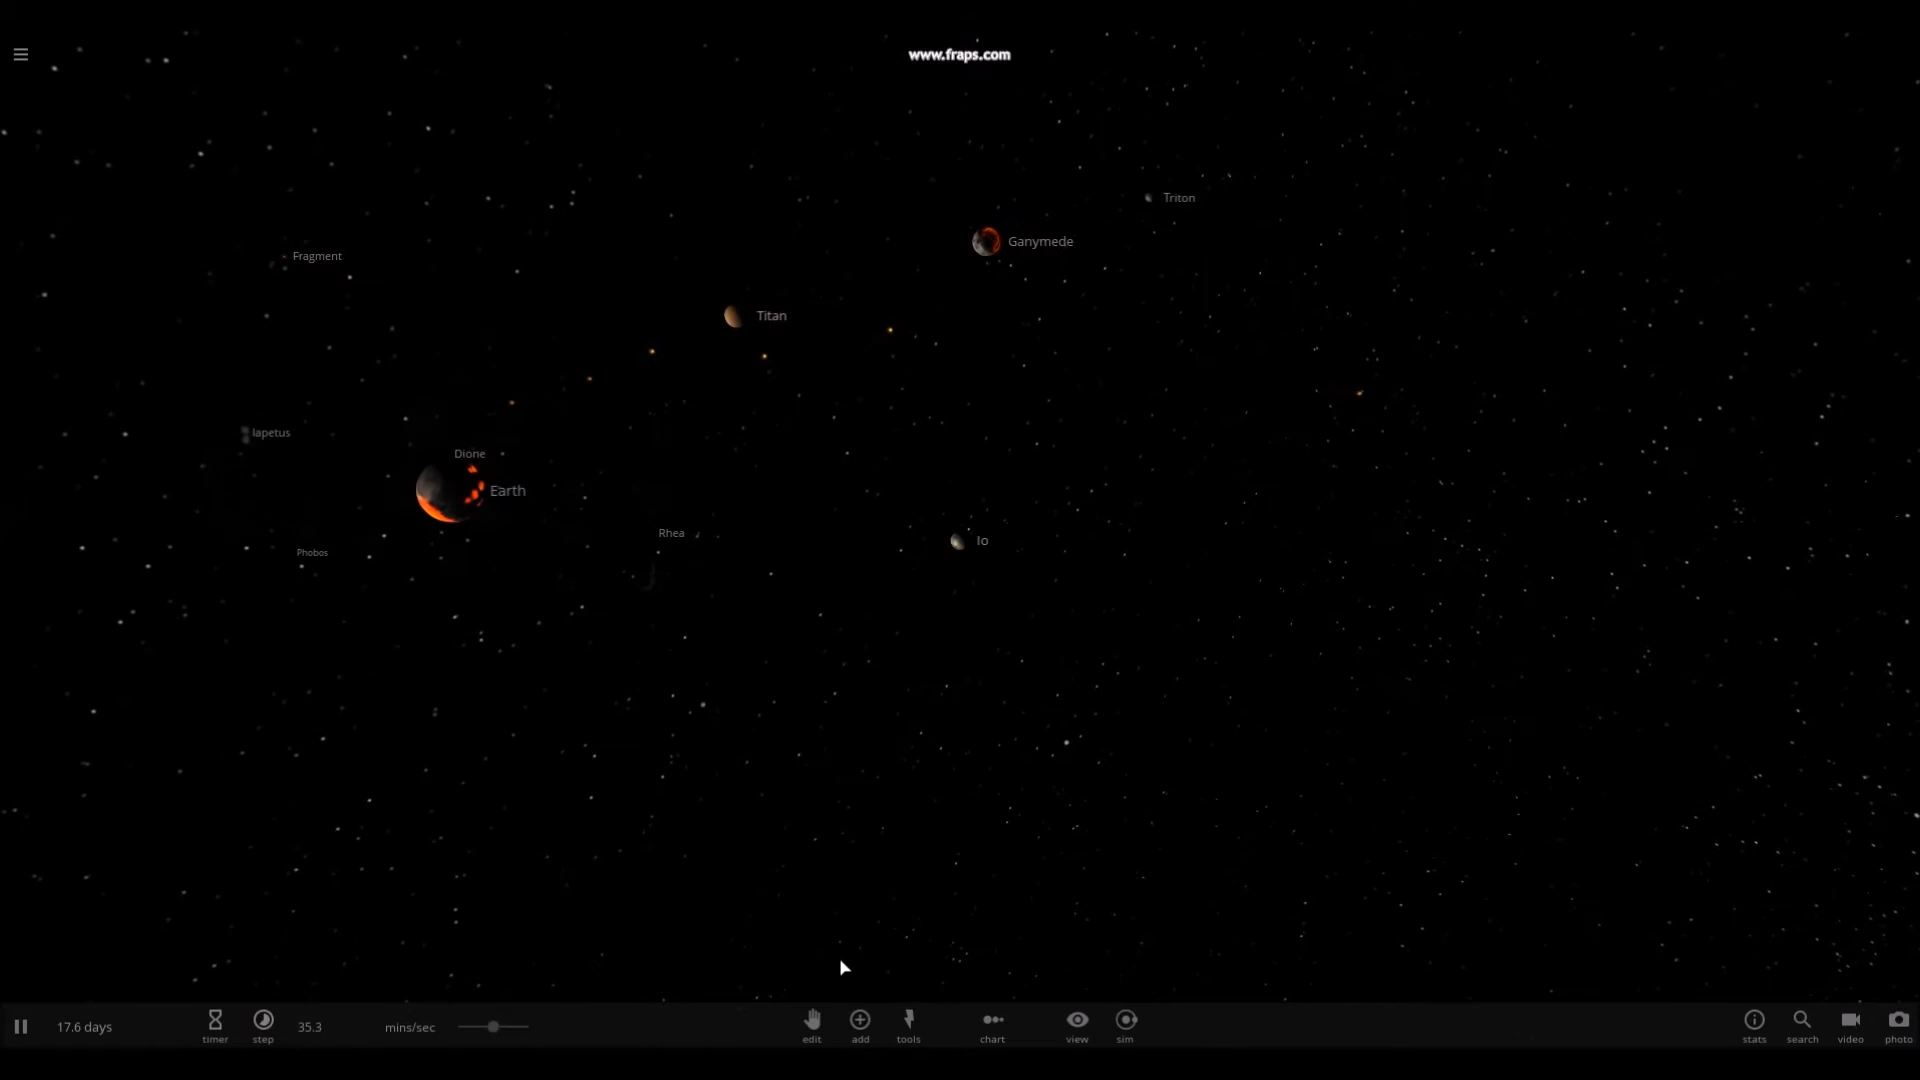 www.fraps.com
Triton
Ganymede
Fragment
Titan
Iapetus
Dione
Earth
Rhea
Io
Phobos
17.6 days
timer
step
35.3
mins/sec
edit
add
tools
chart
view
sim
stats
search
video
photo